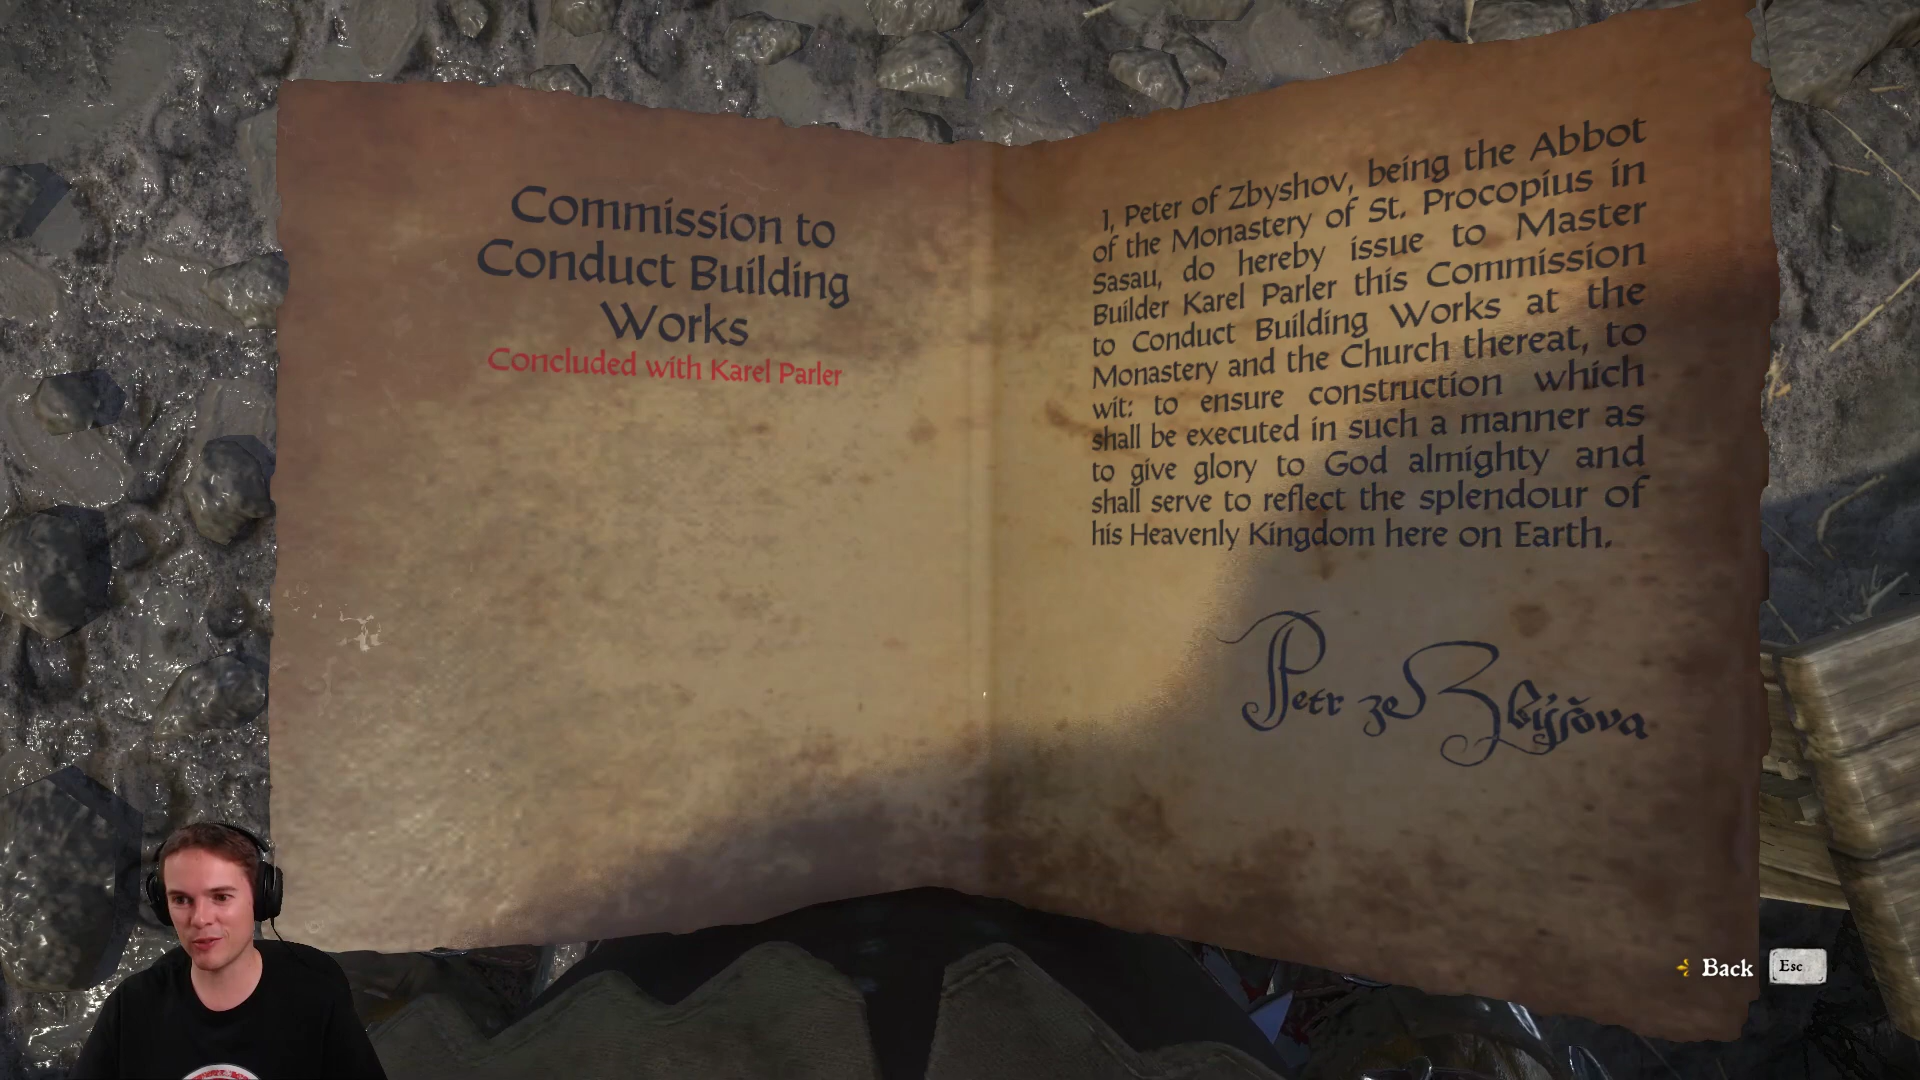 Commission to
Conduct Building
Works
Concluded with Karel Parler
I, Peter of Zbyshov, being the Abbot
of the Monastery of St. Procopius in
Sasau, do hereby issue to Master
Builder Karel Parler this Commission
to Conduct Building Works at the
Monastery and the Church thereat, to
wit: to ensure construction which
shall be executed in such a manner as
to give glory to God almighty and
shall serve to reflect the splendour of
his Heavenly Kingdom here on Earth.
Petr ze Zbýšova
Back Esc